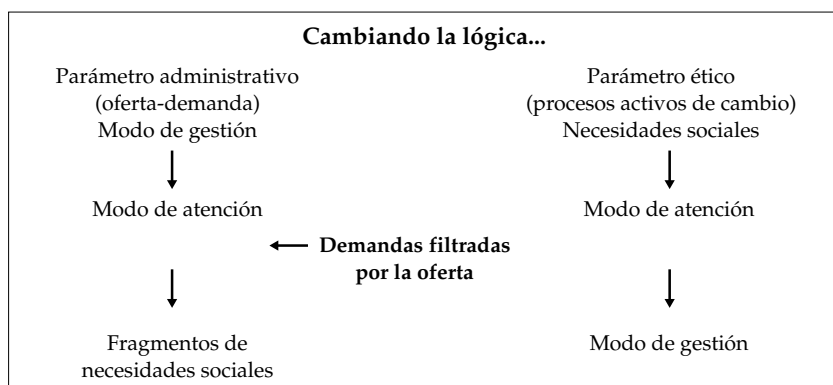 Cambiando la lógica...
Parámetro administrativo
(oferta-demanda)
Modo de gestión
Modo de atención
Demandas filtradas
por la oferta
Fragmentos de
necesidades sociales
Parámetro ético
(procesos activos de cambio)
Necesidades sociales
Modo de atención
Modo de gestión